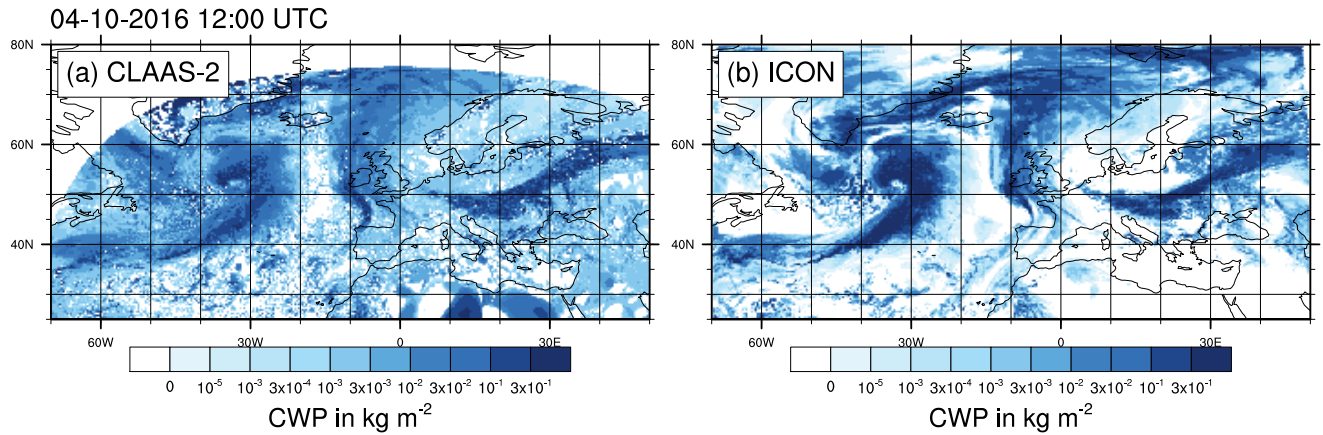 04-10-2016 12:00 UTC
(a) CLAAS-2
80N
60N
40N
60W 30W 0 30E
0 10⁻⁵ 10⁻³ 3x10⁻⁴ 10⁻³ 3x10⁻³ 10⁻² 3x10⁻² 10⁻¹ 3x10⁻¹
CWP in kg m⁻²
(b) ICON
80N
60N
40N
60W 30W 0 30E
0 10⁻⁵ 10⁻³ 3x10⁻⁴ 10⁻³ 3x10⁻³ 10⁻² 3x10⁻² 10⁻¹ 3x10⁻¹
CWP in kg m⁻²